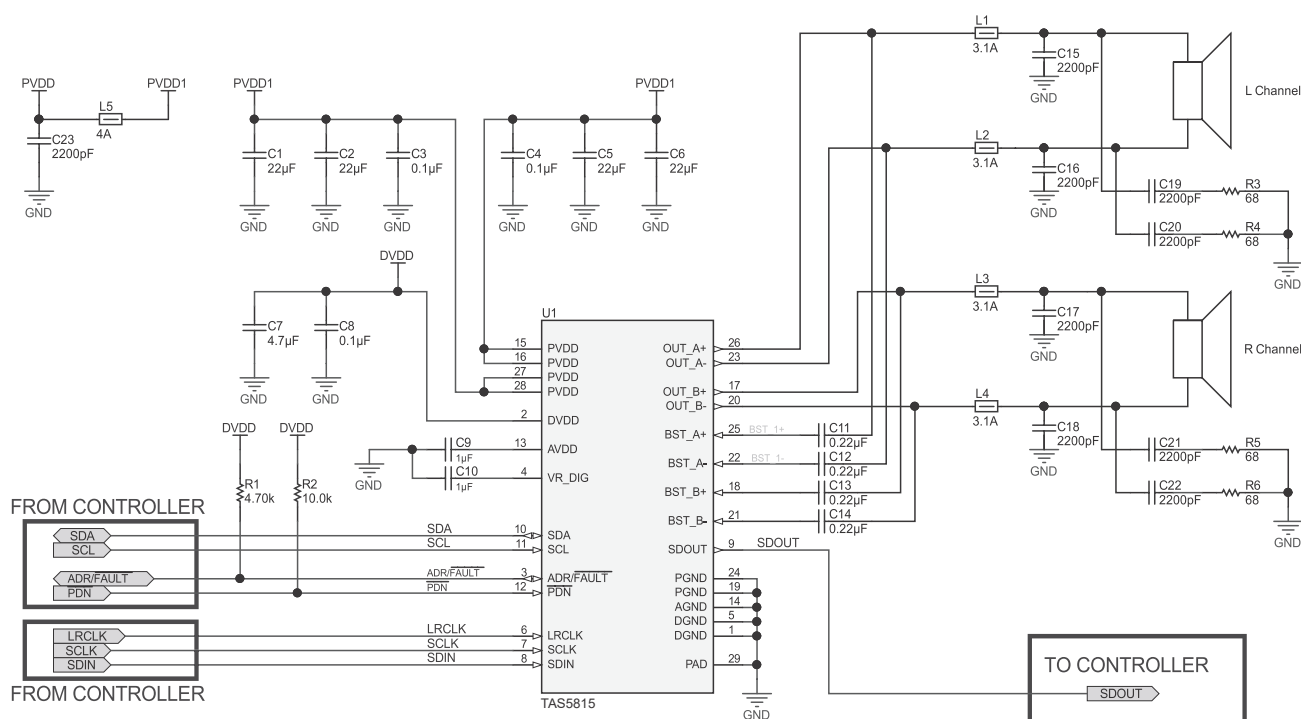 PVDD
PVDD1
L5
4A
C23
2200pF
GND
PVDD1
C1
22µF
C2
22µF
C3
0.1µF
GND
GND
GND
PVDD1
C4
0.1µF
C5
22µF
C6
22µF
GND
GND
GND
DVDD
C7
4.7µF
C8
0.1µF
GND
GND
DVDD
DVDD
R1
4.70k
R2
10.0k
GND
C9
1µF
C10
1µF
FROM CONTROLLER
SDA
SCL
ADR/FAULT
PDN
LRCLK
SCLK
SDIN
FROM CONTROLLER
SDA
SCL
ADR/FAULT
PDN
LRCLK
SCLK
SDIN
U1
15 PVDD
16 PVDD
27 PVDD
28 PVDD
2 DVDD
13 AVDD
4 VR_DIG
10 SDA
11 SCL
3 ADR/FAULT
12 PDN
6 LRCLK
7 SCLK
8 SDIN
OUT_A+ 26
OUT_A- 23
OUT_B+ 17
OUT_B- 20
BST_A+ 25 BST_1+
BST_A- 22 BST_1-
BST_B+ 18
BST_B- 21
SDOUT 9 SDOUT
PGND 24
PGND 19
AGND 14
DGND 5
DGND 1
PAD 29
GND
TAS5815
C11
0.22µF
C12
0.22µF
C13
0.22µF
C14
0.22µF
L1
3.1A
C15
2200pF
GND
L Channel
L2
3.1A
C16
2200pF
GND
C19
2200pF
R3
68
C20
2200pF
R4
68
GND
L3
3.1A
C17
2200pF
GND
R Channel
L4
3.1A
C18
2200pF
GND
C21
2200pF
R5
68
C22
2200pF
R6
68
GND
TO CONTROLLER
SDOUT